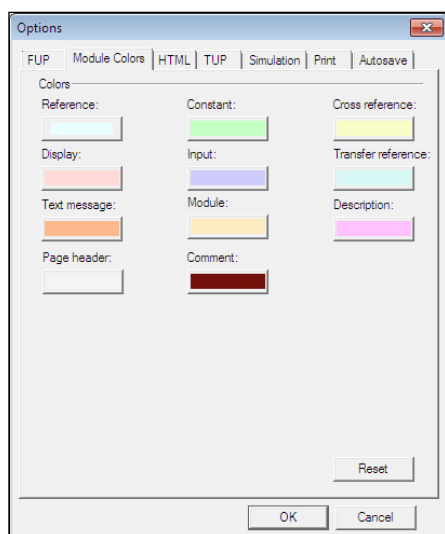 Options
FUP Module Colors HTML TUP Simulation Print Autosave
Colors
Reference: Constant: Cross reference:
Display: Input: Transfer reference:
Text message: Module: Description:
Page header: Comment:
Reset
OK Cancel